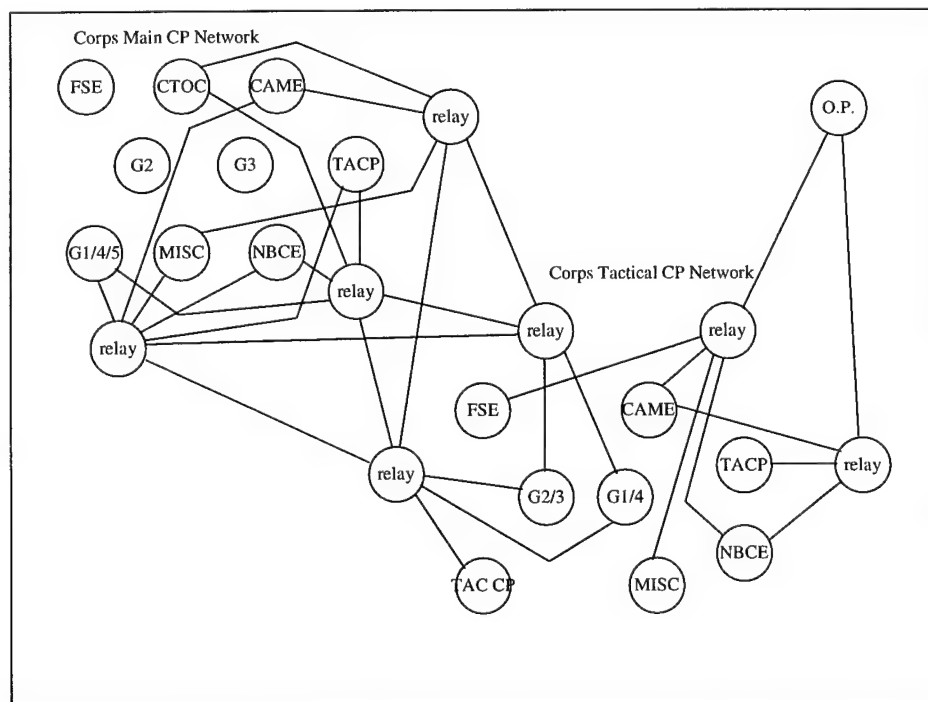 Corps Main CP Network
FSE
CTOC
CAME
relay
O.P.
G2
G3
TACP
G1/4/5
MISC
NBCE
Corps Tactical CP Network
relay
relay
relay
relay
FSE
CAME
relay
TACP
relay
G2/3
G1/4
NBCE
TAC CP
MISC